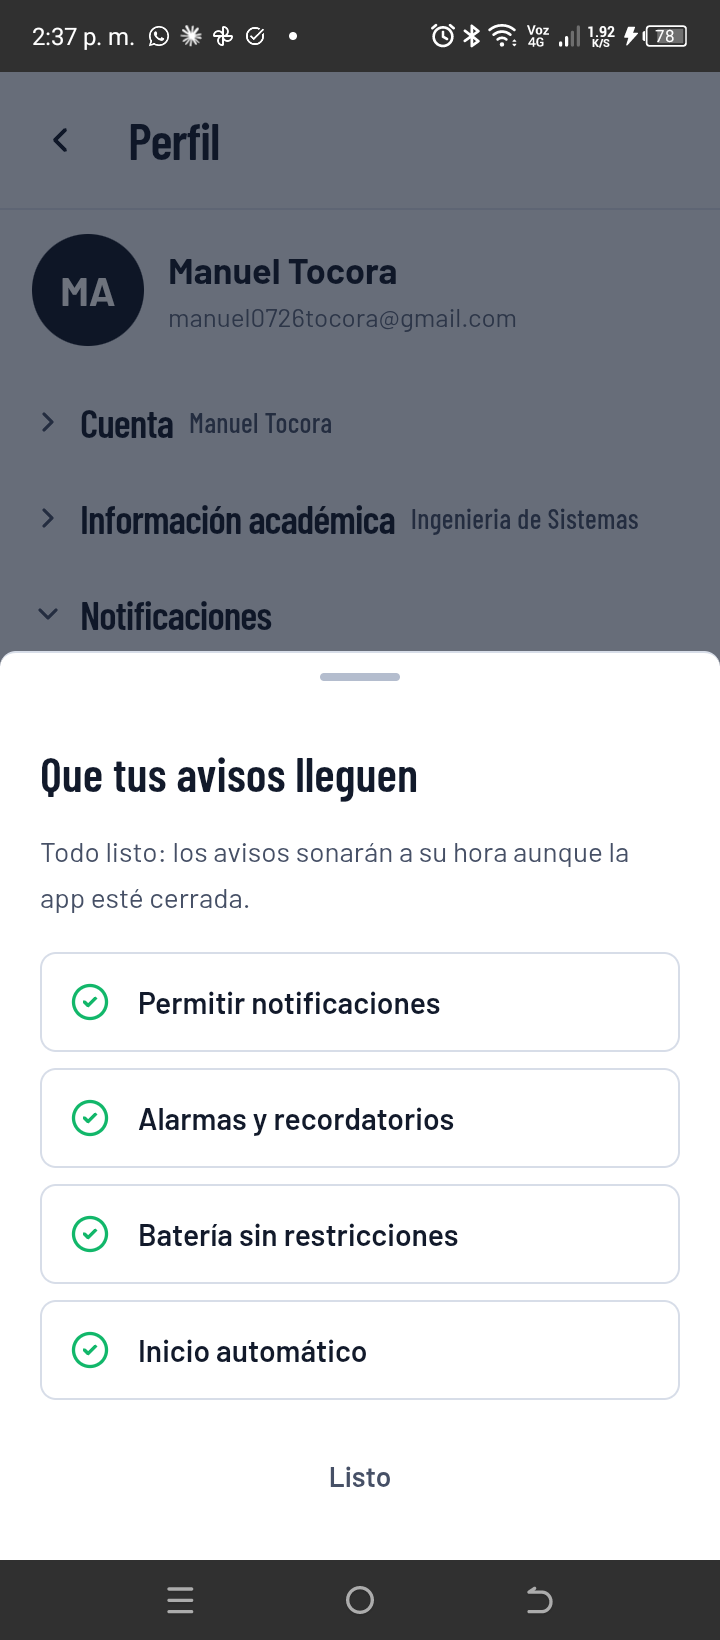 2:37 p. m.
Voz 4G
1.92 K/S
78
Perfil
MA
Manuel Tocora
manuel0726tocora@gmail.com
Cuenta Manuel Tocora
Información académica Ingenieria de Sistemas
Notificaciones
Que tus avisos lleguen
Todo listo: los avisos sonarán a su hora aunque la
app esté cerrada.
Permitir notificaciones
Alarmas y recordatorios
Batería sin restricciones
Inicio automático
Listo